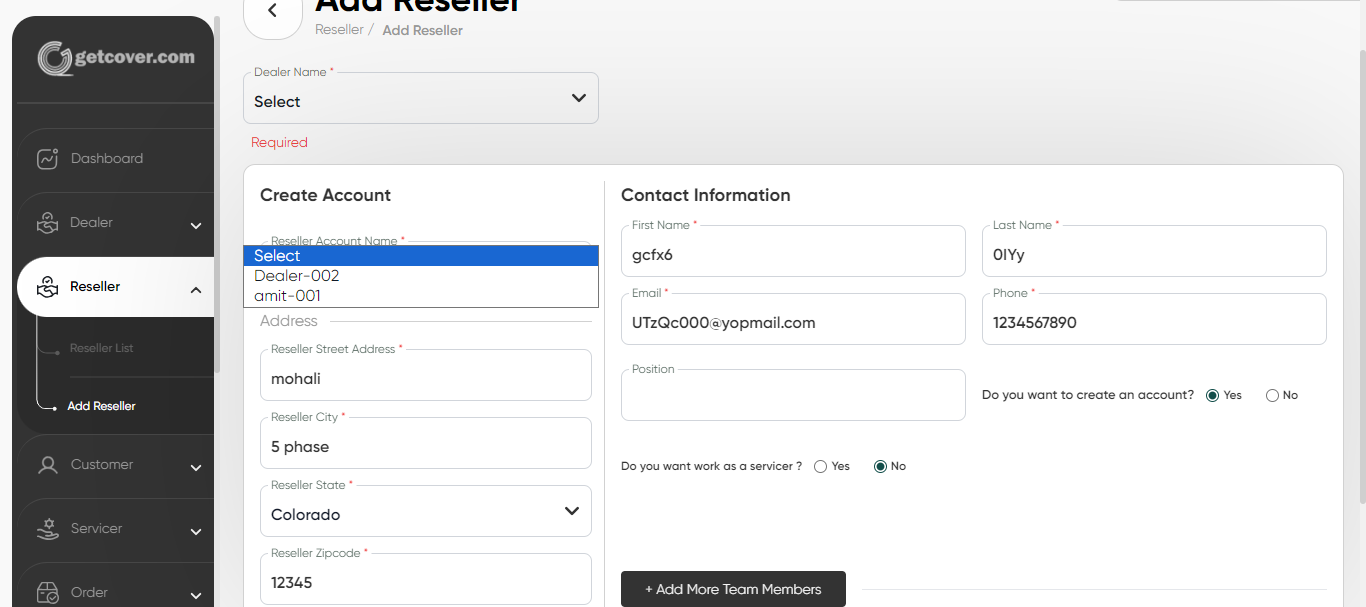 getcover.com
Dashboard
Dealer
Reseller
Reseller List
Add Reseller
Customer
Servicer
Order
Add Reseller
Reseller / Add Reseller
Dealer Name *
Select
Required
Create Account
Reseller Account Name *
Select
Dealer-002
amit-001
Address
Reseller Street Address *
mohali
Reseller City *
5 phase
Reseller State *
Colorado
Reseller Zipcode *
12345
Contact Information
First Name *
gcfx6
Last Name *
0IYy
Email *
UTzQc000@yopmail.com
Phone *
1234567890
Position
Do you want to create an account? Yes No
Do you want work as a servicer ? Yes No
+ Add More Team Members